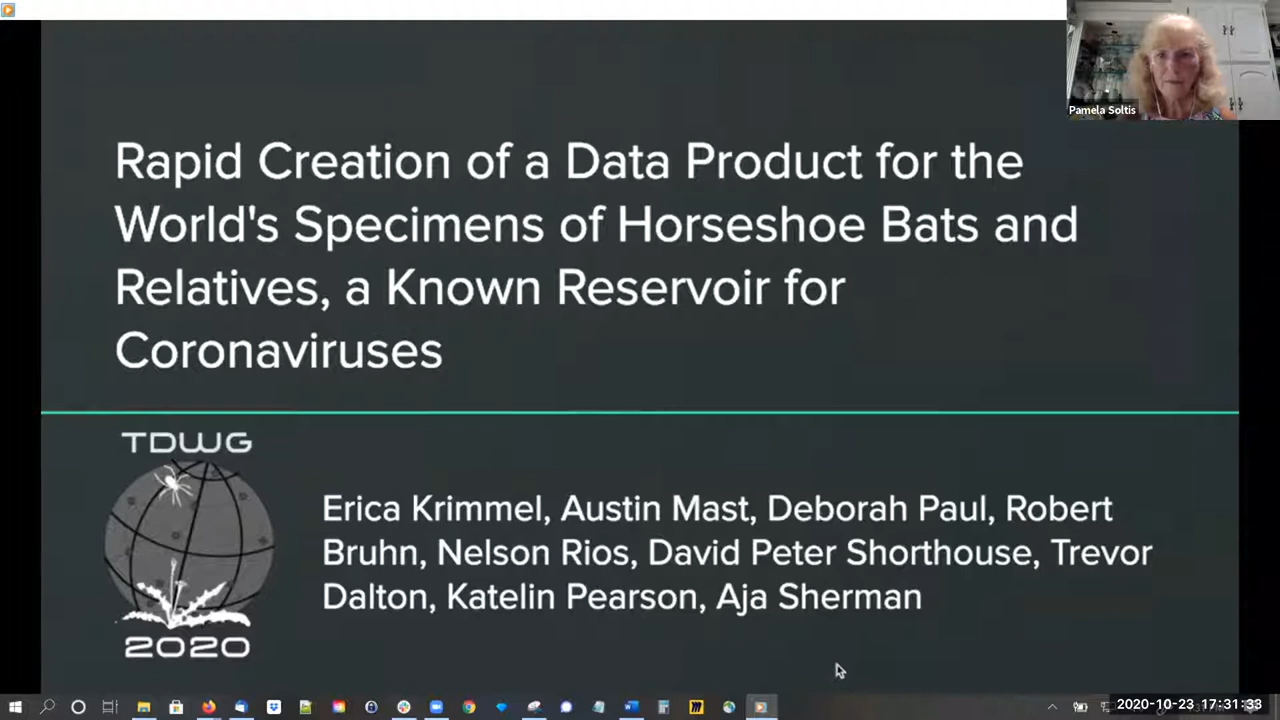 Pamela Soltis
Rapid Creation of a Data Product for the
World's Specimens of Horseshoe Bats and
Relatives, a Known Reservoir for
Coronaviruses
TDWG
2020
Erica Krimmel, Austin Mast, Deborah Paul, Robert
Bruhn, Nelson Rios, David Peter Shorthouse, Trevor
Dalton, Katelin Pearson, Aja Sherman
2020-10-23 17:31:33